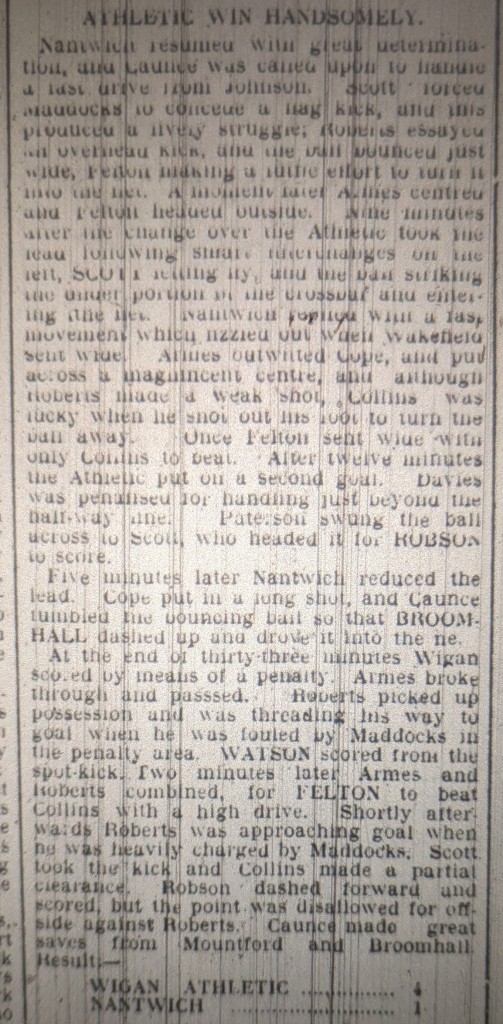 ATHLETIC WIN HANDSOMELY.
Nantwich resumed with great determina-
tion, and Caunce was called upon to handle
a fast drive from Johnson. Scott forced
Maddocks to concede a flag kick, and this
produced a lively struggle; Roberts essayed
an overhead kick, and the ball bounced just
wide, Felton making a futile effort to turn it
into the net. A moment later Armes centred
and Felton headed outside. Nine minutes
after the change over the Athletic took the
lead following smart interchanges on the
left, SCOTT letting fly, and the ball striking
the under portion of the crossbar and enter-
ing the net. Nantwich replied with a fast
movement which fizzled out when Wakefield
sent wide. Armes outwitted Cope, and put
across a magnificent centre, and although
Roberts made a weak shot, Collins was
lucky when he shot out his foot to turn the
ball away. Once Felton sent wide with
only Collins to beat. After twelve minutes
the Athletic put on a second goal. Davies
was penalised for handling just beyond the
half-way line. Paterson swung the ball
across to Scott, who headed it for ROBSON
to score.
Five minutes later Nantwich reduced the
lead. Cope put in a long shot, and Caunce
fumbled the bouncing ball so that BROOM-
HALL dashed up and drove it into the ne.
At the end of thirty-three minutes Wigan
scored by means of a penalty. Armes broke
through and passsed. Roberts picked up
possession and was threading his way to
goal when he was fouled by Maddocks in
the penalty area. WATSON scored from the
spot-kick. Two minutes later Armes and
Roberts combined, for FELTON to beat
Collins with a high drive. Shortly after-
wards Roberts was approaching goal when
he was heavily charged by Maddocks. Scott
took the kick and Collins made a partial
clearance. Robson dashed forward and
scored, but the point was disallowed for off-
side against Roberts. Caunce made great
saves from Mountford and Broomhall.
Result:—
WIGAN ATHLETIC ............... 4
NANTWICH ........................ 1